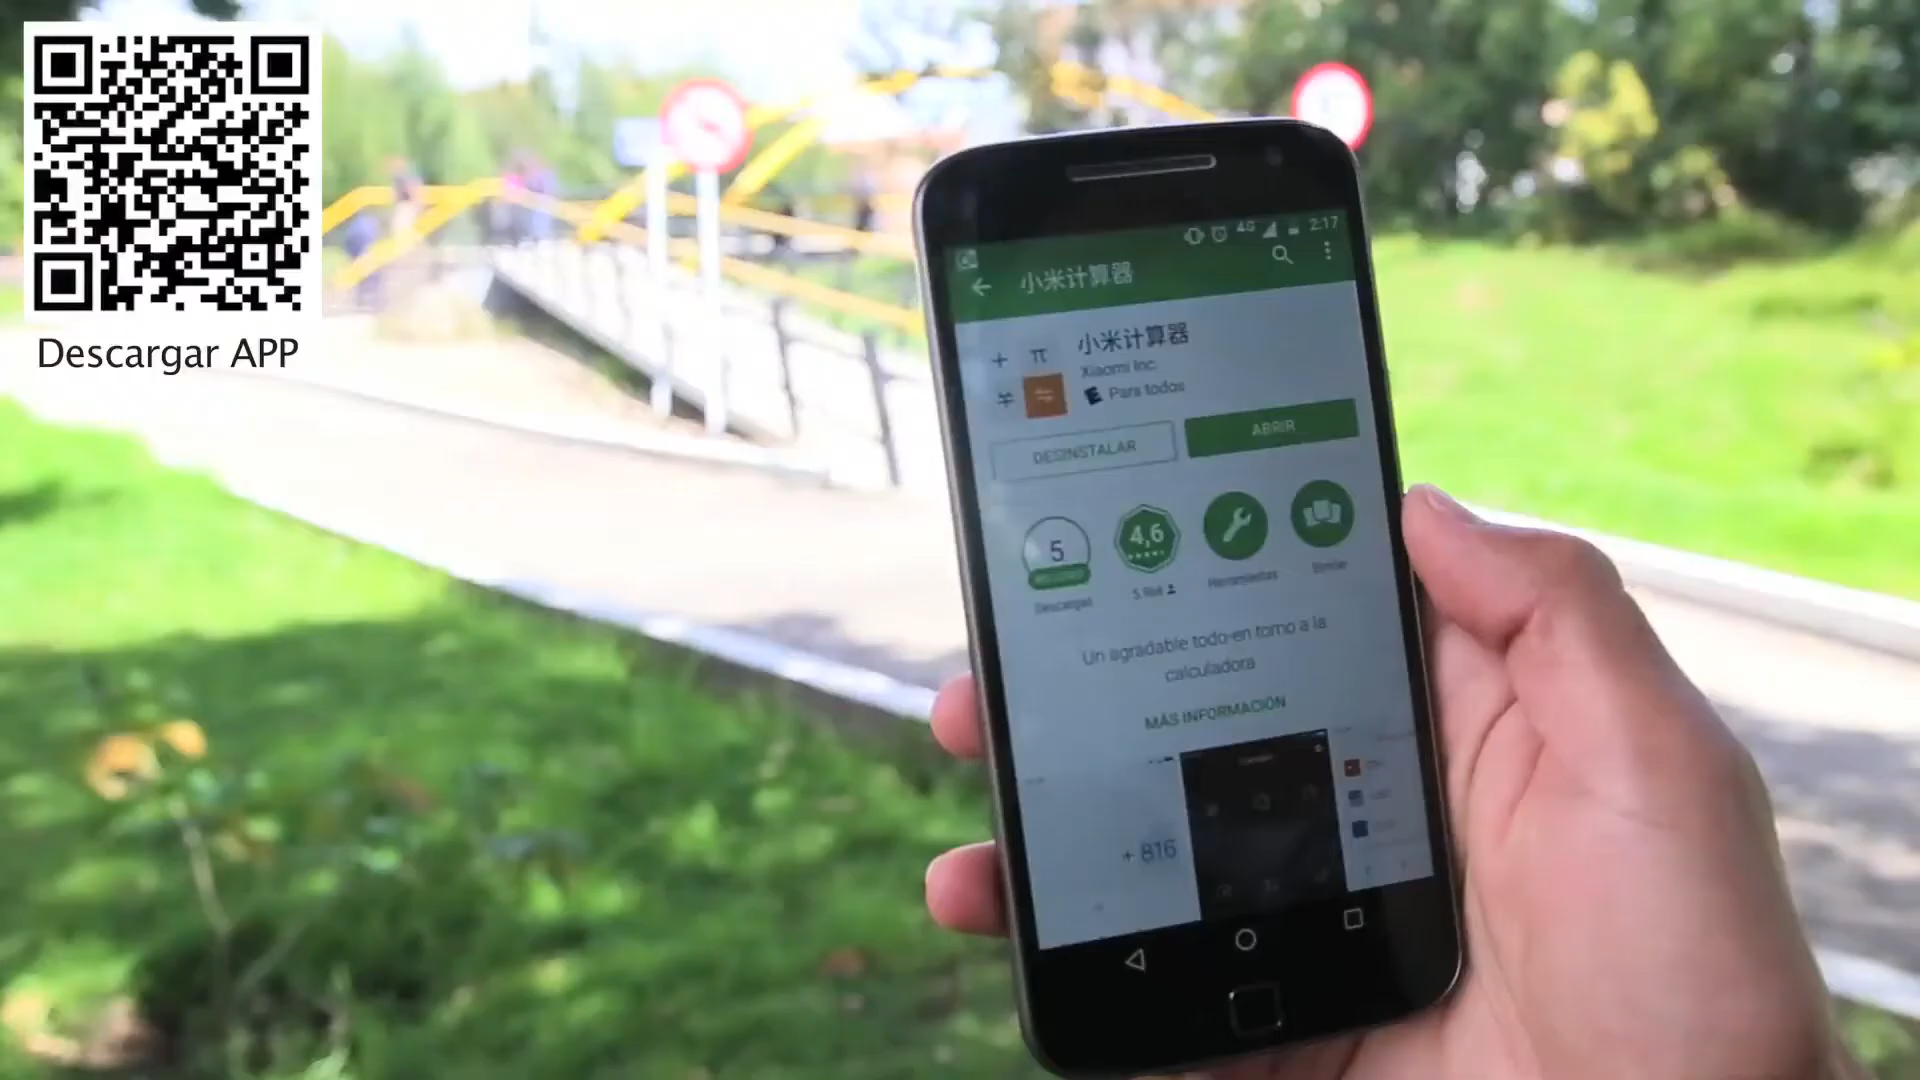 Descargar APP
4G 2:17
小米计算器
小米计算器
Xiaomi Inc.
Para todos
DESINSTALAR
ABRIR
5
4,6
Descargas
Herramientas
Similar
Un agradable todo-en torno a la
calculadora
MÁS INFORMACIÓN
+ 816